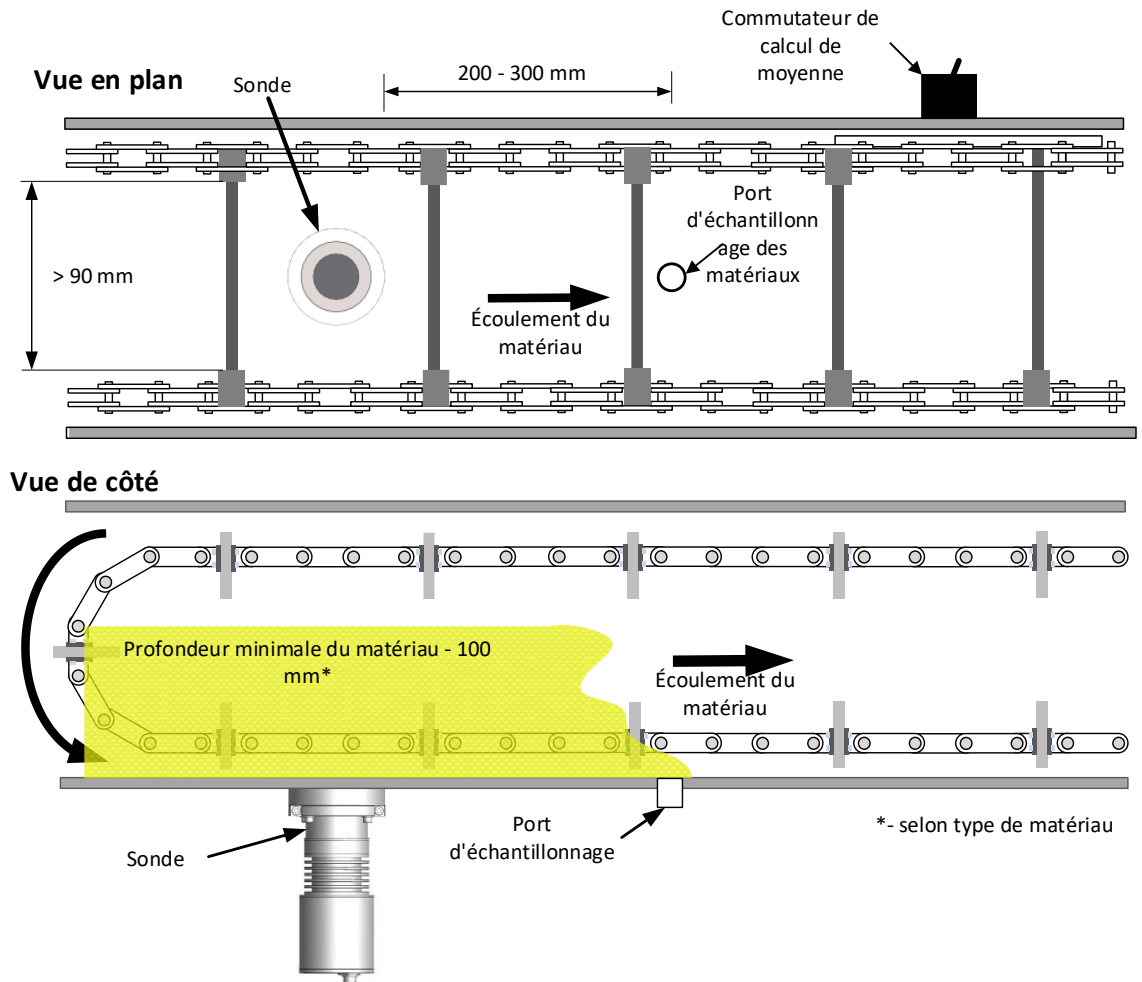 Commutateur de
calcul de
moyenne
Vue en plan
Sonde
200 - 300 mm
> 90 mm
Port
d'échantillonn
age des
matériaux
Écoulement du
matériau
Vue de côté
Profondeur minimale du matériau - 100
mm*
Écoulement du
matériau
Sonde
Port
d'échantillonnage
*- selon type de matériau